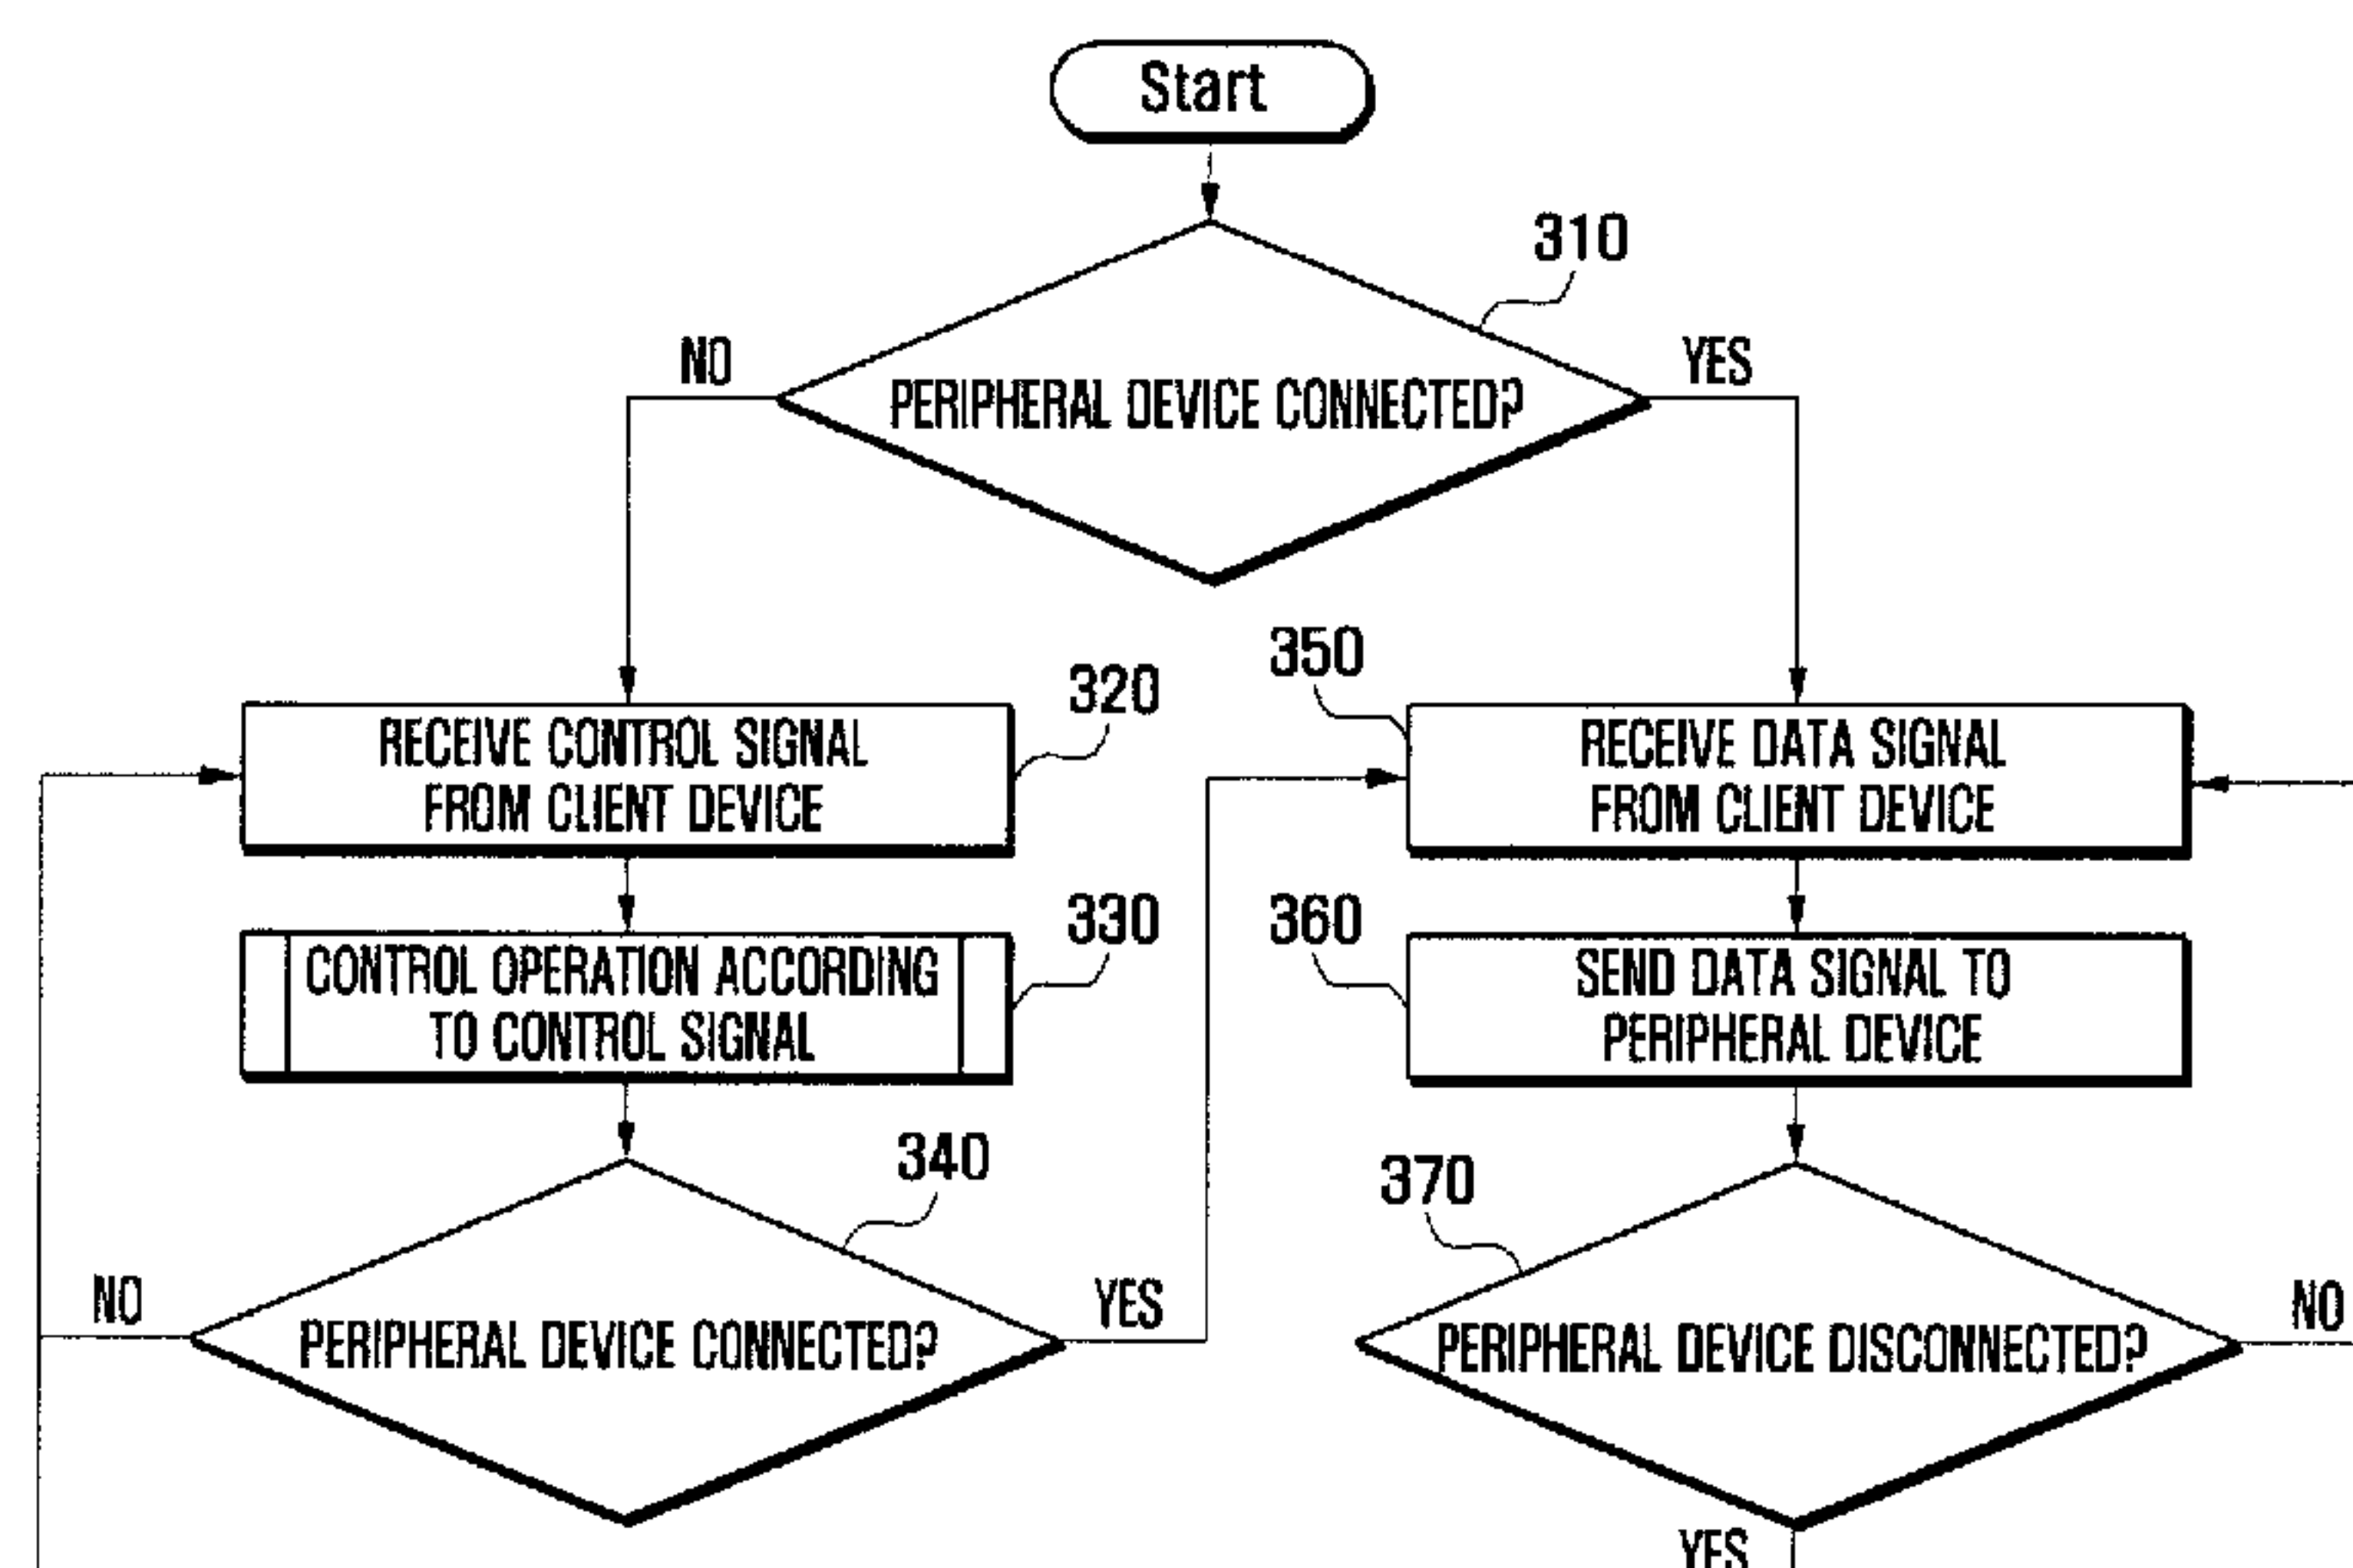 Start
310
NO
YES
PERIPHERAL DEVICE CONNECTED?
320
RECEIVE CONTROL SIGNAL
FROM CLIENT DEVICE
350
RECEIVE DATA SIGNAL
FROM CLIENT DEVICE
330
CONTROL OPERATION ACCORDING
TO CONTROL SIGNAL
360
SEND DATA SIGNAL TO
PERIPHERAL DEVICE
340
NO
PERIPHERAL DEVICE CONNECTED?
YES
370
PERIPHERAL DEVICE DISCONNECTED?
NO
YES